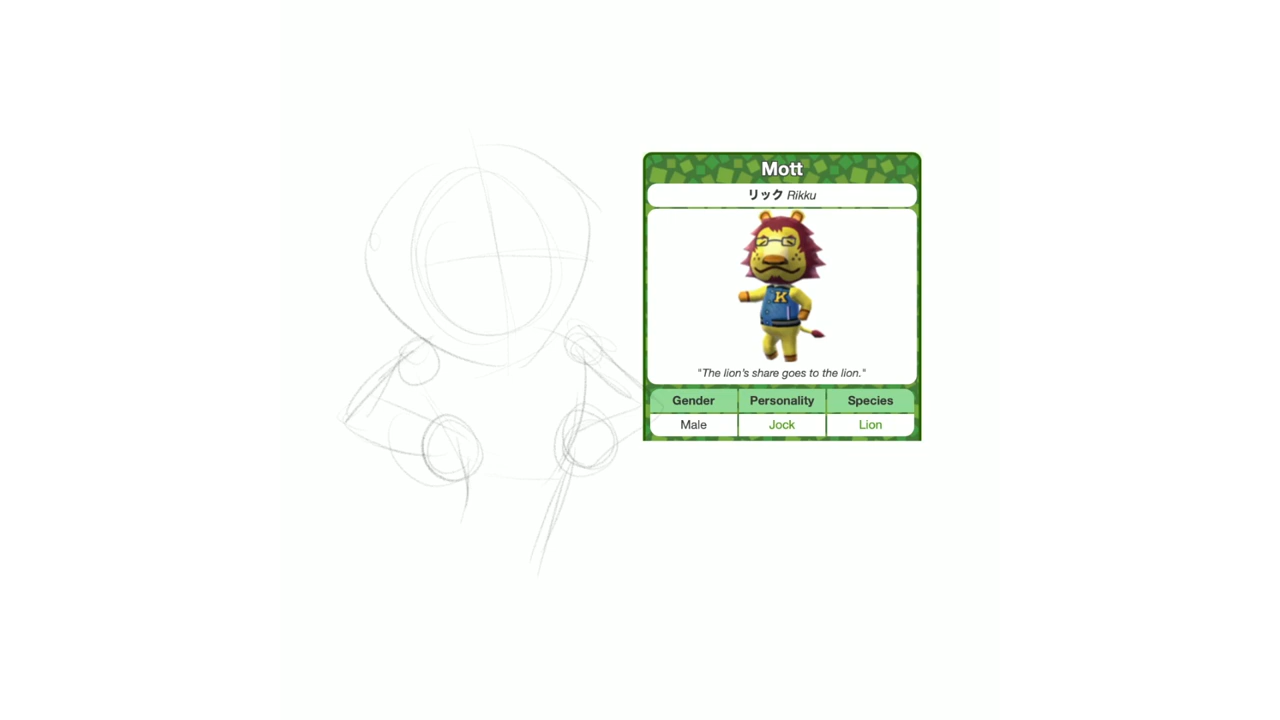 Mott
リック Rikku
K
"The lion's share goes to the lion."
Gender Personality Species
Male Jock Lion